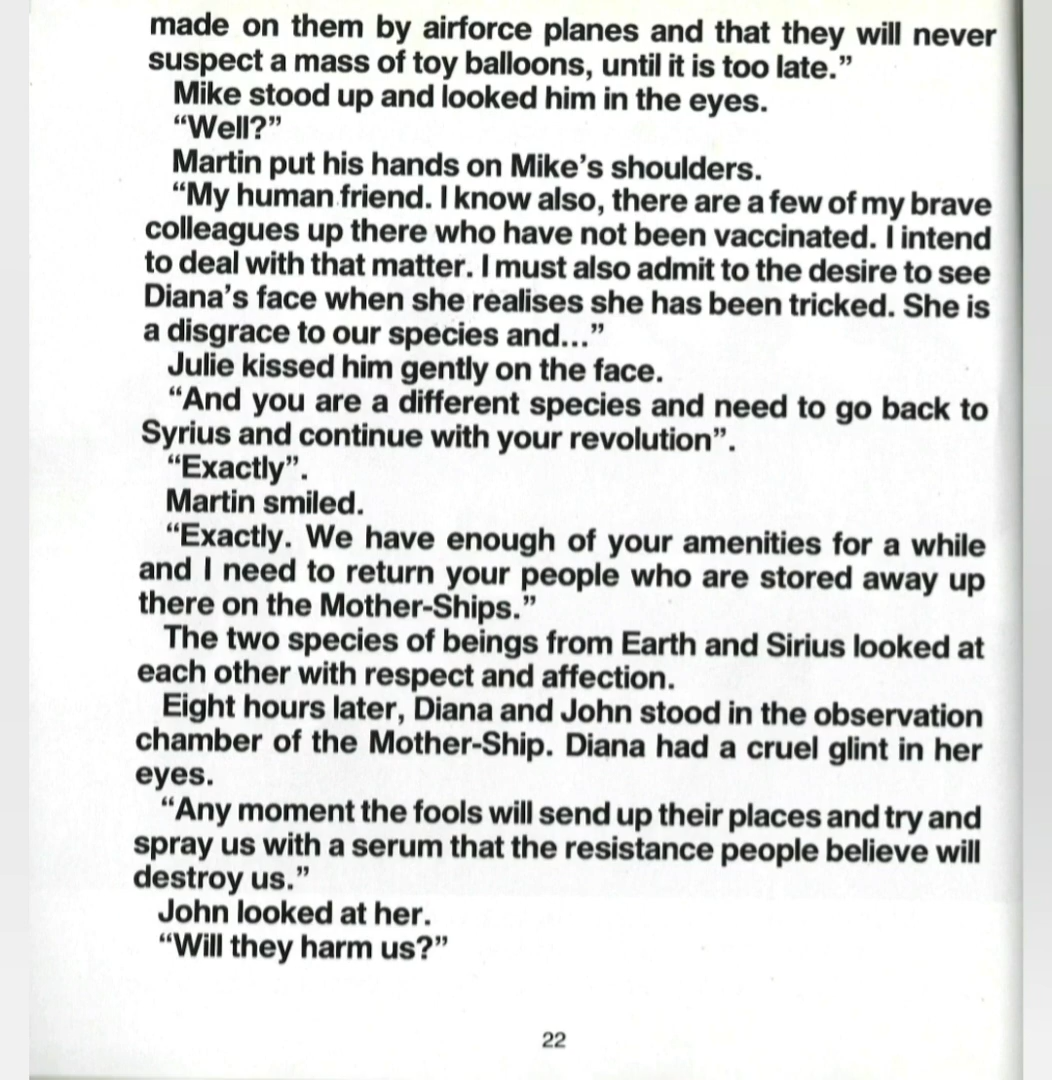 made on them by airforce planes and that they will never
suspect a mass of toy balloons, until it is too late.”
Mike stood up and looked him in the eyes.
“Well?”
Martin put his hands on Mike’s shoulders.
“My human friend. I know also, there are a few of my brave
colleagues up there who have not been vaccinated. I intend
to deal with that matter. I must also admit to the desire to see
Diana’s face when she realises she has been tricked. She is
a disgrace to our species and...”
Julie kissed him gently on the face.
“And you are a different species and need to go back to
Syrius and continue with your revolution”.
“Exactly”.
Martin smiled.
“Exactly. We have enough of your amenities for a while
and I need to return your people who are stored away up
there on the Mother-Ships.”
The two species of beings from Earth and Sirius looked at
each other with respect and affection.
Eight hours later, Diana and John stood in the observation
chamber of the Mother-Ship. Diana had a cruel glint in her
eyes.
“Any moment the fools will send up their places and try and
spray us with a serum that the resistance people believe will
destroy us.”
John looked at her.
“Will they harm us?”
22